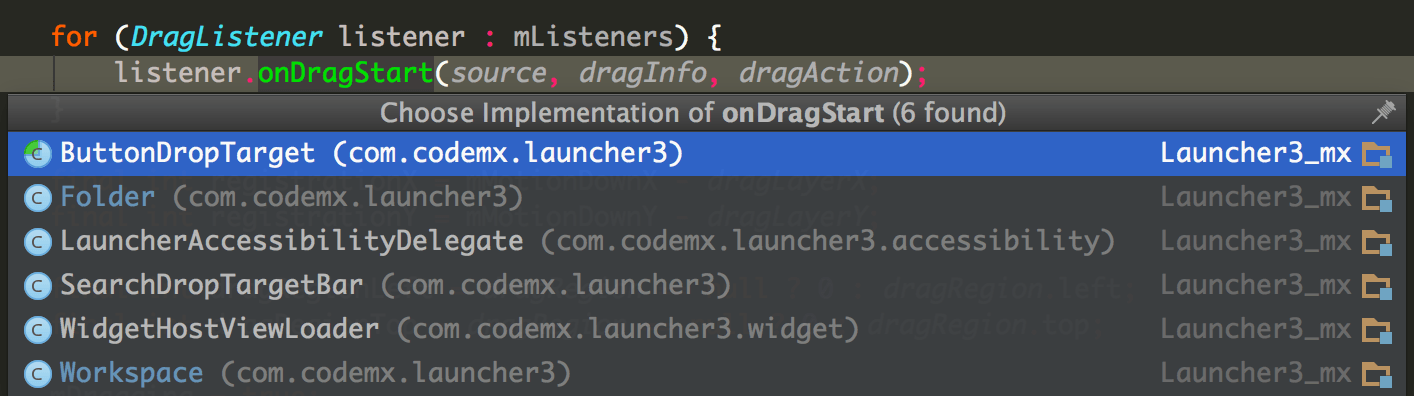 for (DragListener listener : mListeners) {
listener.onDragStart(source, dragInfo, dragAction);
}
Choose Implementation of onDragStart (6 found)
ButtonDropTarget (com.codemx.launcher3) Launcher3_mx
Folder (com.codemx.launcher3) Launcher3_mx
LauncherAccessibilityDelegate (com.codemx.launcher3.accessibility) Launcher3_mx
SearchDropTargetBar (com.codemx.launcher3) Launcher3_mx
WidgetHostViewLoader (com.codemx.launcher3.widget) Launcher3_mx
Workspace (com.codemx.launcher3) Launcher3_mx